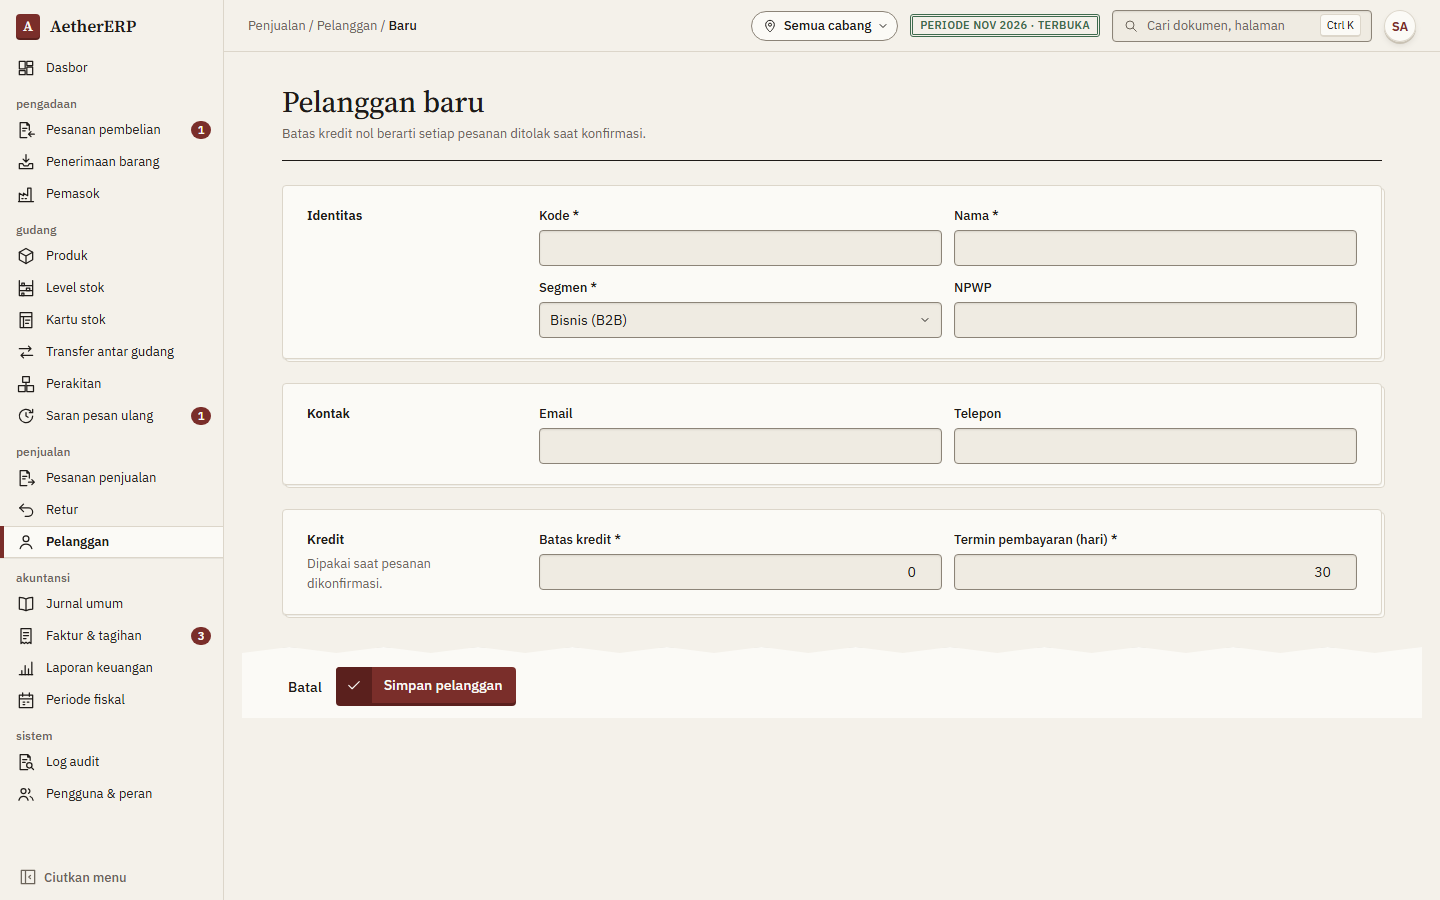 A AetherERP
Penjualan / Pelanggan / Baru
Semua cabang
PERIODE NOV 2026 · TERBUKA
Cari dokumen, halaman
Ctrl K
SA
Dasbor
pengadaan
Pesanan pembelian 1
Penerimaan barang
Pemasok
gudang
Produk
Level stok
Kartu stok
Transfer antar gudang
Perakitan
Saran pesan ulang 1
penjualan
Pesanan penjualan
Retur
Pelanggan
akuntansi
Jurnal umum
Faktur & tagihan 3
Laporan keuangan
Periode fiskal
sistem
Log audit
Pengguna & peran
Ciutkan menu
Pelanggan baru
Batas kredit nol berarti setiap pesanan ditolak saat konfirmasi.
Identitas
Kode *
Nama *
Segmen *
Bisnis (B2B)
NPWP
Kontak
Email
Telepon
Kredit
Dipakai saat pesanan
dikonfirmasi.
Batas kredit *
0
Termin pembayaran (hari) *
30
Batal
Simpan pelanggan